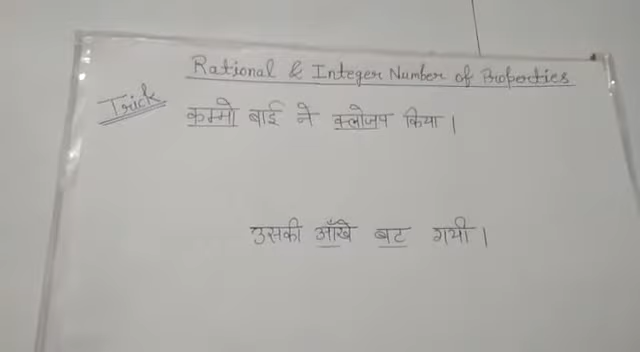 Rational & Integer Number of Properties
Trick
कम्मो बाई ने क्लोजप किया।
उसकी आँखे बट गयी।